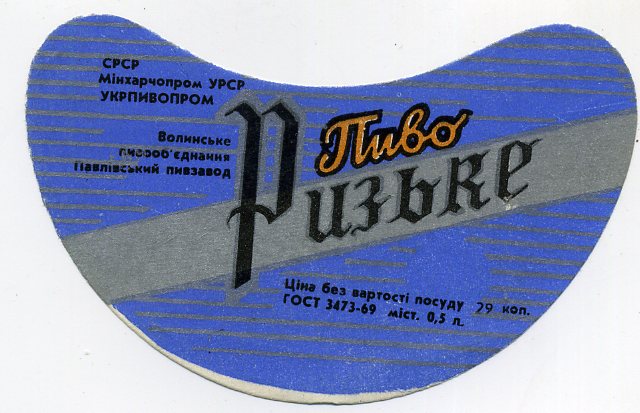 СРСР
Мінхарчопром УРСР
УКРПИВОПРОМ
Волинське
пивооб'єднання
Павлівський пивзавод
Пиво
Ризьке
Ціна без вартості посуду 29 коп.
ГОСТ 3473-69 міст. 0,5 л.